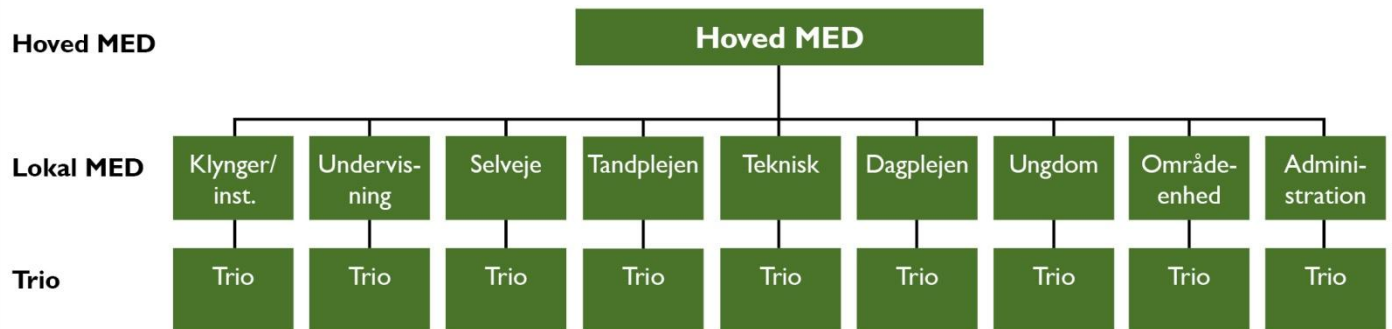 Hoved MED
Hoved MED
Lokal MED
Klynger/
inst.
Undervis-
ning
Selveje
Tandplejen
Teknisk
Dagplejen
Ungdom
Område-
enhed
Admini-
stration
Trio
Trio
Trio
Trio
Trio
Trio
Trio
Trio
Trio
Trio